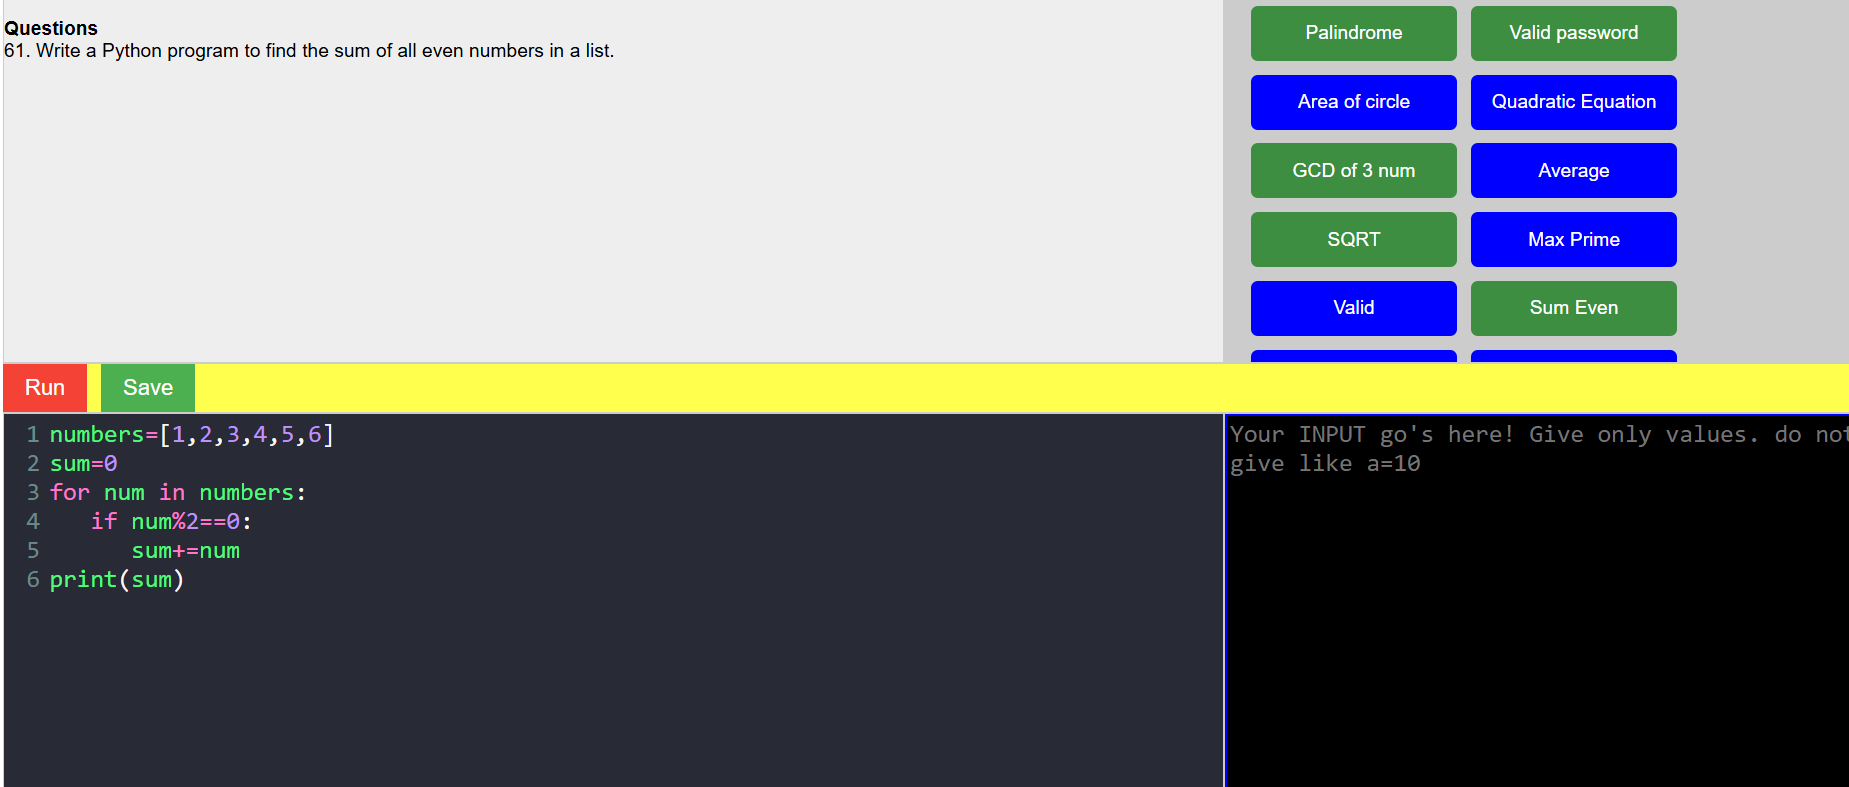 Questions
61. Write a Python program to find the sum of all even numbers in a list.
Palindrome
Valid password
Area of circle
Quadratic Equation
GCD of 3 num
Average
SQRT
Max Prime
Valid
Sum Even
Run
Save
1 numbers=[1,2,3,4,5,6]
2 sum=0
3 for num in numbers:
4    if num%2==0:
5       sum+=num
6 print(sum)
Your INPUT go's here! Give only values. do not
give like a=10